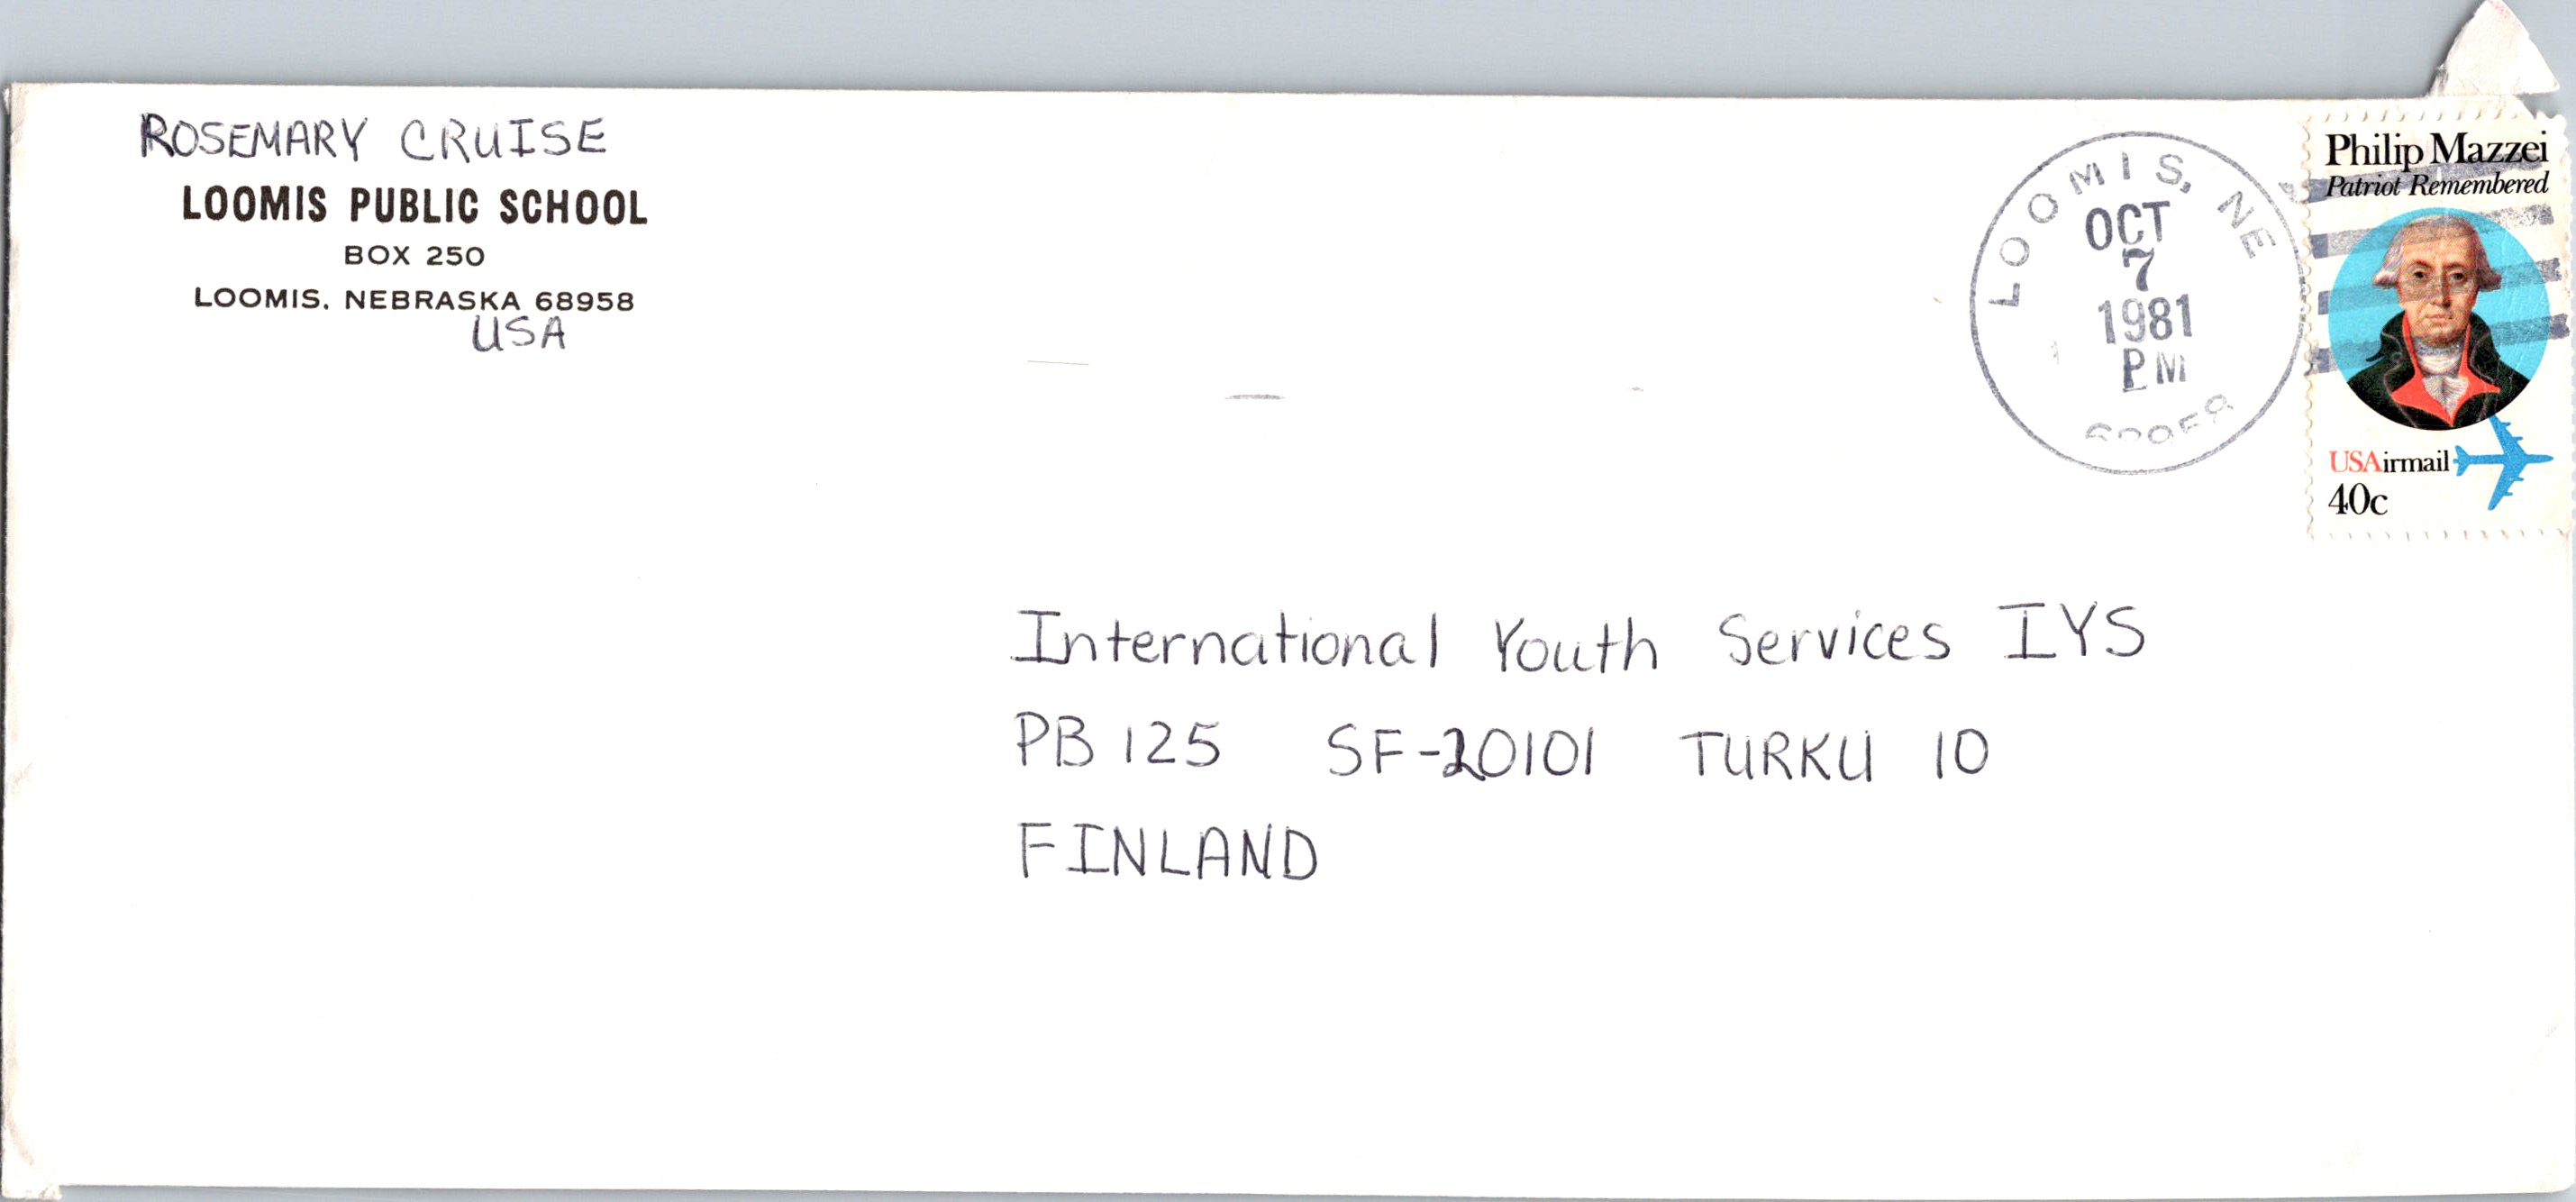 ROSEMARY CRUISE
LOOMIS PUBLIC SCHOOL
BOX 250
LOOMIS, NEBRASKA 68958
USA
LOOMIS, NE
OCT
7
1981
PM
Philip Mazzei
Patriot Remembered
USAirmail
40c
International Youth Services IYS
PB 125 SF-20101 TURKU 10
FINLAND